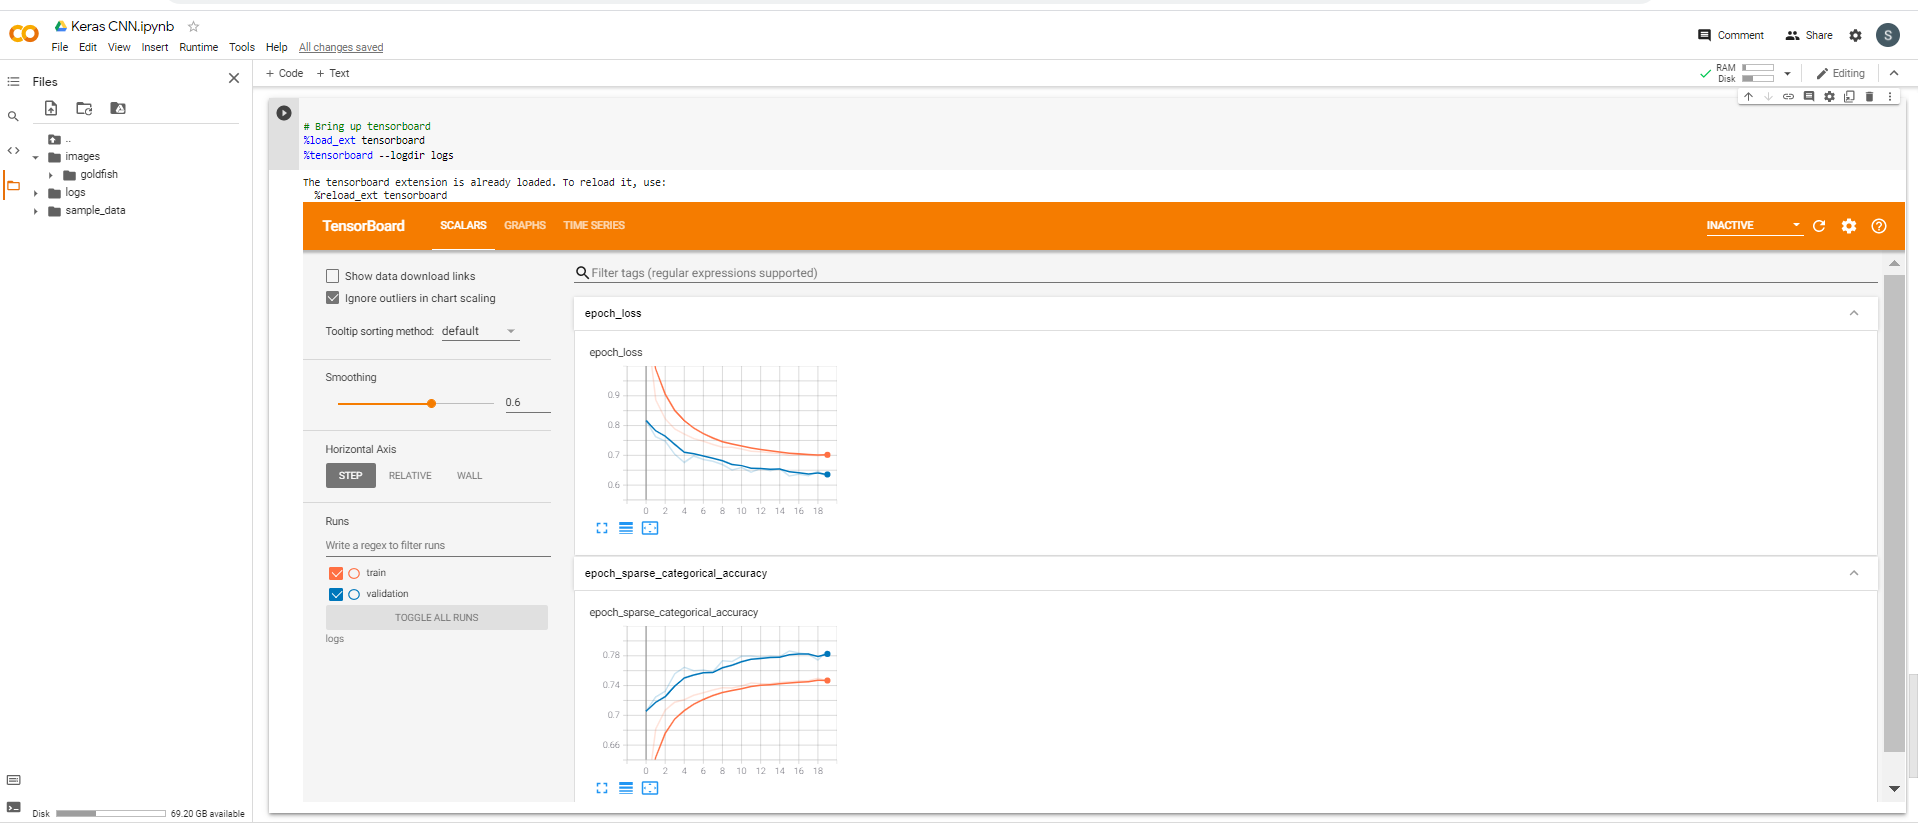 Keras CNN.ipynb
File Edit View Insert Runtime Tools Help All changes saved
Comment Share S
Files
+ Code + Text
RAM
Disk
Editing
..
images
goldfish
logs
sample_data
Disk 69.20 GB available
# Bring up tensorboard
%load_ext tensorboard
%tensorboard --logdir logs
The tensorboard extension is already loaded. To reload it, use:
%reload_ext tensorboard
TensorBoard SCALARS GRAPHS TIME SERIES INACTIVE
Show data download links
Ignore outliers in chart scaling
Tooltip sorting method: default
Smoothing
0.6
Horizontal Axis
STEP RELATIVE WALL
Runs
Write a regex to filter runs
train
validation
TOGGLE ALL RUNS
logs
Filter tags (regular expressions supported)
epoch_loss
epoch_loss
0.9
0.8
0.7
0.6
0 2 4 6 8 10 12 14 16 18
epoch_sparse_categorical_accuracy
epoch_sparse_categorical_accuracy
0.78
0.74
0.7
0.66
0 2 4 6 8 10 12 14 16 18